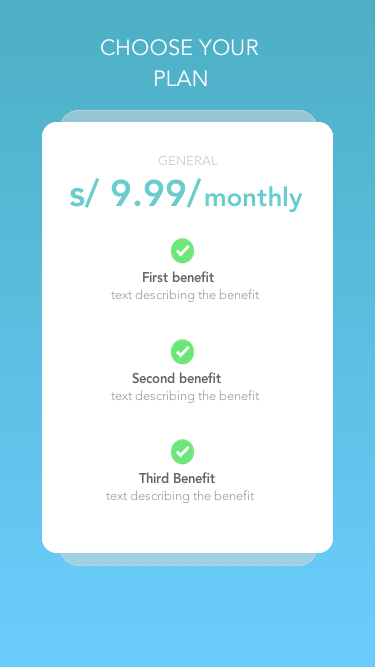 CHOOSE YOUR
PLAN
GENERAL
s/ 9.99/monthly
First benefit
text describing the benefit
Second benefit
text describing the benefit
Third Benefit
text describing the benefit